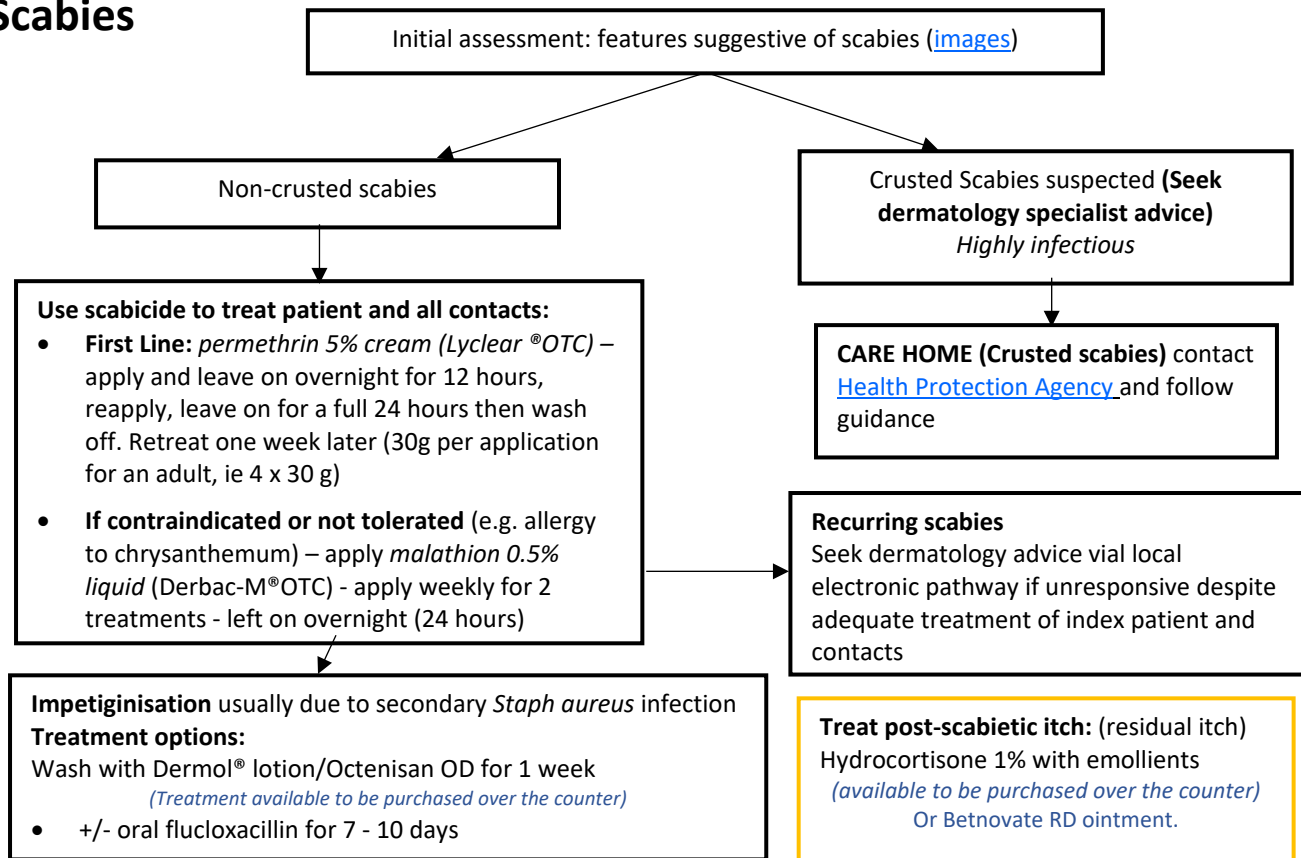 Scabies
Initial assessment: features suggestive of scabies (images)
Non-crusted scabies
Crusted Scabies suspected (Seek
dermatology specialist advice)
Highly infectious
Use scabicide to treat patient and all contacts:
• First Line: permethrin 5% cream (Lyclear ®OTC) –
apply and leave on overnight for 12 hours,
reapply, leave on for a full 24 hours then wash
off. Retreat one week later (30g per application
for an adult, ie 4 x 30 g)
• If contraindicated or not tolerated (e.g. allergy
to chrysanthemum) – apply malathion 0.5%
liquid (Derbac-M®OTC) - apply weekly for 2
treatments - left on overnight (24 hours)
CARE HOME (Crusted scabies) contact
Health Protection Agency and follow
guidance
Recurring scabies
Seek dermatology advice vial local
electronic pathway if unresponsive despite
adequate treatment of index patient and
contacts
Impetiginisation usually due to secondary Staph aureus infection
Treatment options:
Wash with Dermol® lotion/Octenisan OD for 1 week
(Treatment available to be purchased over the counter)
• +/- oral flucloxacillin for 7 - 10 days
Treat post-scabietic itch: (residual itch)
Hydrocortisone 1% with emollients
(available to be purchased over the counter)
Or Betnovate RD ointment.